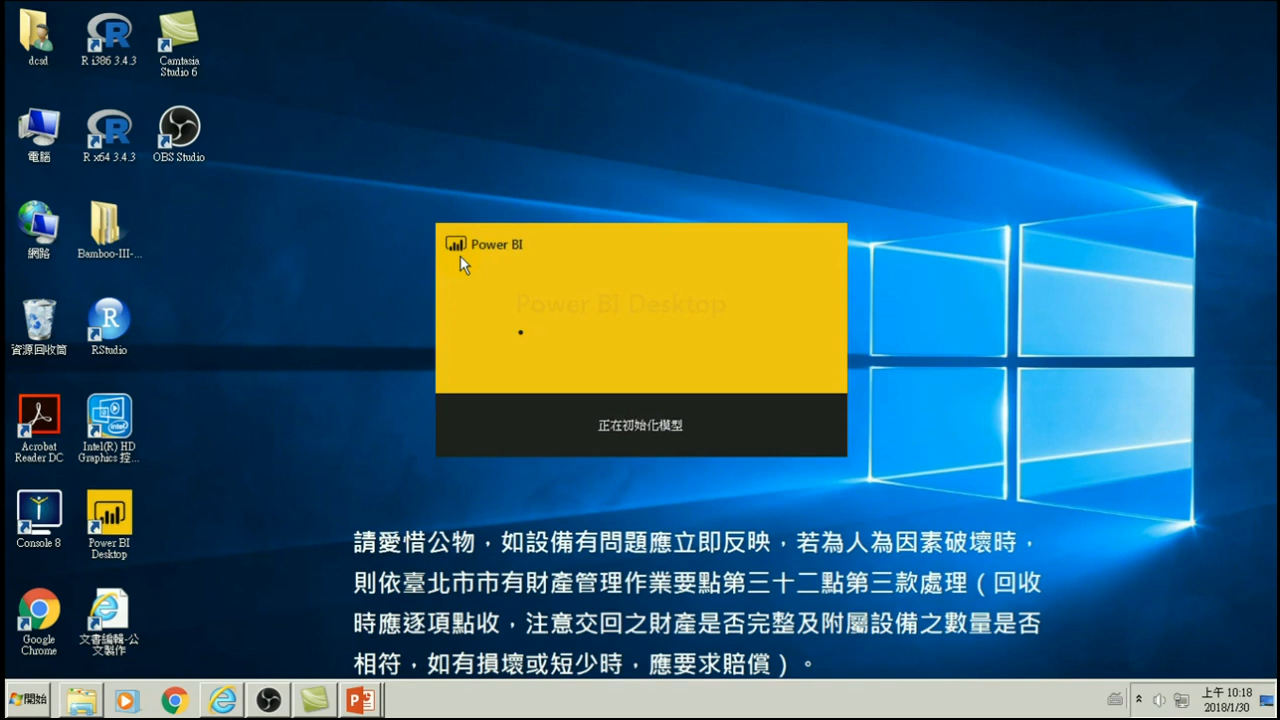 dcsd
R i386 3.4.3
Camtasia
Studio 6
電腦
R x64 3.4.3
OBS Studio
網路
Bamboo-III-...
資源回收筒
RStudio
Acrobat
Reader DC
Intel(R) HD
Graphics 控...
Console 8
Power BI
Desktop
Google
Chrome
文書編輯-公
文製作
Power BI
Power BI Desktop
正在初始化模型
請愛惜公物，如設備有問題應立即反映，若為人為因素破壞時，
則依臺北市市有財產管理作業要點第三十二點第三款處理（回收
時應逐項點收，注意交回之財產是否完整及附屬設備之數量是否
相符，如有損壞或短少時，應要求賠償）。
開始
上午 10:18
2018/1/30